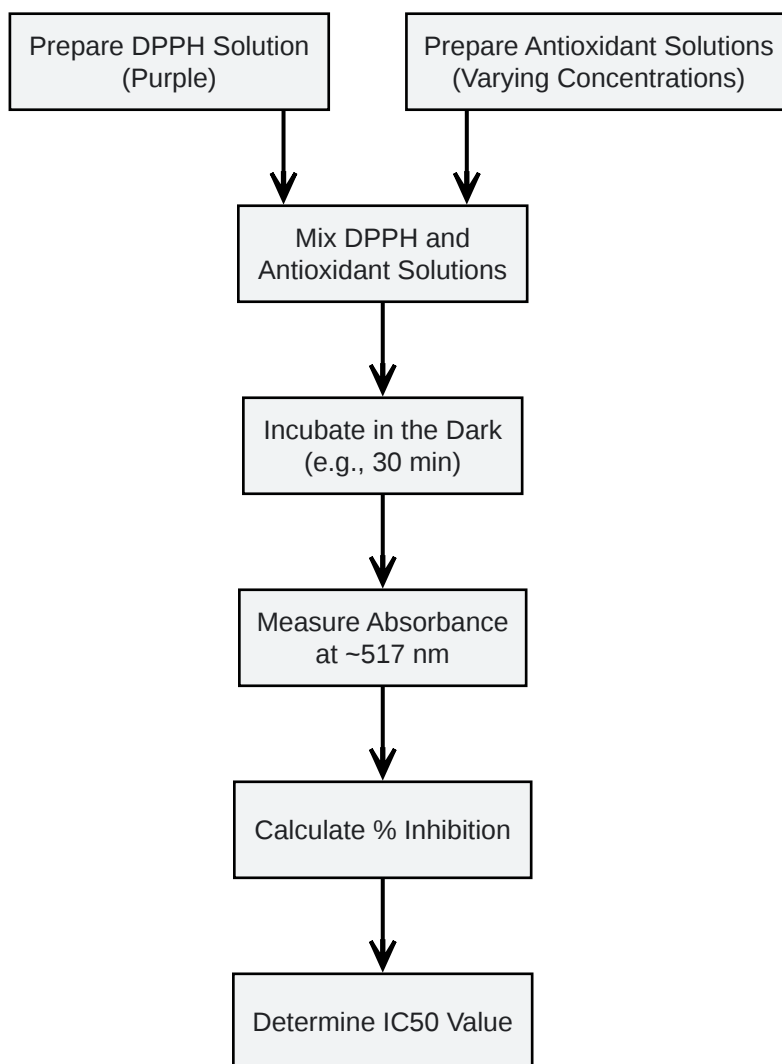 Prepare DPPH Solution
(Purple)
Prepare Antioxidant Solutions
(Varying Concentrations)
Mix DPPH and
Antioxidant Solutions
Incubate in the Dark
(e.g., 30 min)
Measure Absorbance
at ~517 nm
Calculate % Inhibition
Determine IC50 Value